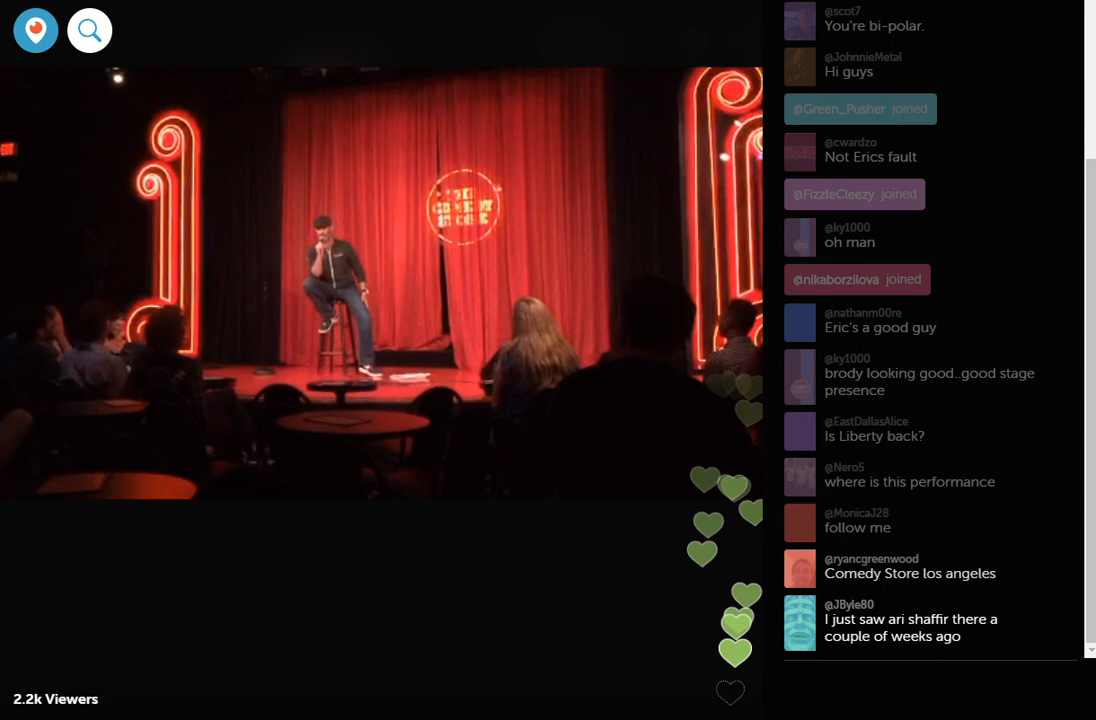 THE
COMEDY
STORE
2.2k Viewers
@scot7
You're bi-polar.
@JohnnieMetal
Hi guys
@Green_Pusher joined
@cwardzo
Not Erics fault
@FizzleCleezy joined
@ky1000
oh man
@nikaborzilova joined
@nathanm00re
Eric's a good guy
@ky1000
brody looking good..good stage
presence
@EastDallasAlice
Is Liberty back?
@Nero5
where is this performance
@MonicaJ28
follow me
@ryancgreenwood
Comedy Store los angeles
@JByle80
I just saw ari shaffir there a
couple of weeks ago